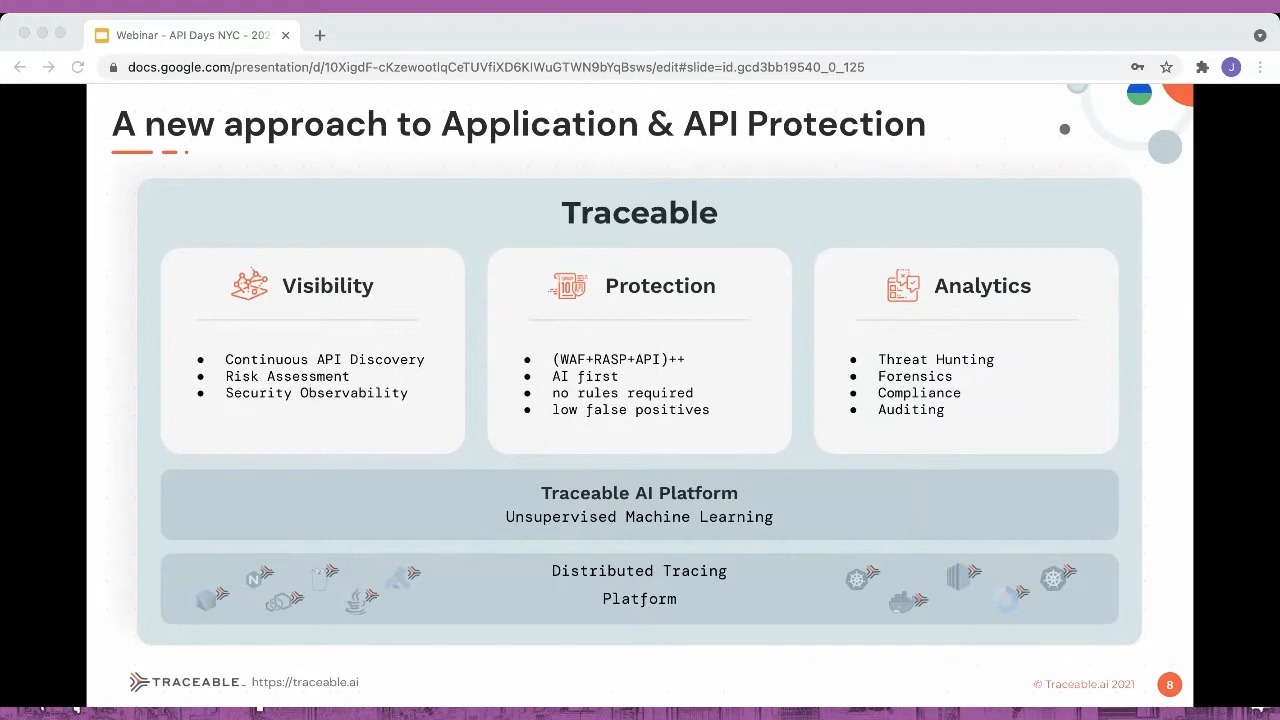 Webinar - API Days NYC - 202
docs.google.com/presentation/d/10XigdF-cKzewootlqCeTUVfiXD6KlWuGTWN9bYqBsws/edit#slide=id.gcd3bb19540_0_125
J
A new approach to Application & API Protection
Traceable
Visibility
● Continuous API Discovery
● Risk Assessment
● Security Observability
10
API
Protection
● (WAF+RASP+API)++
● AI first
● no rules required
● low false positives
Analytics
● Threat Hunting
● Forensics
● Compliance
● Auditing
Traceable AI Platform
Unsupervised Machine Learning
N
Distributed Tracing
Platform
TRACEABLE_ https://traceable.ai
© Traceable.ai 2021
8